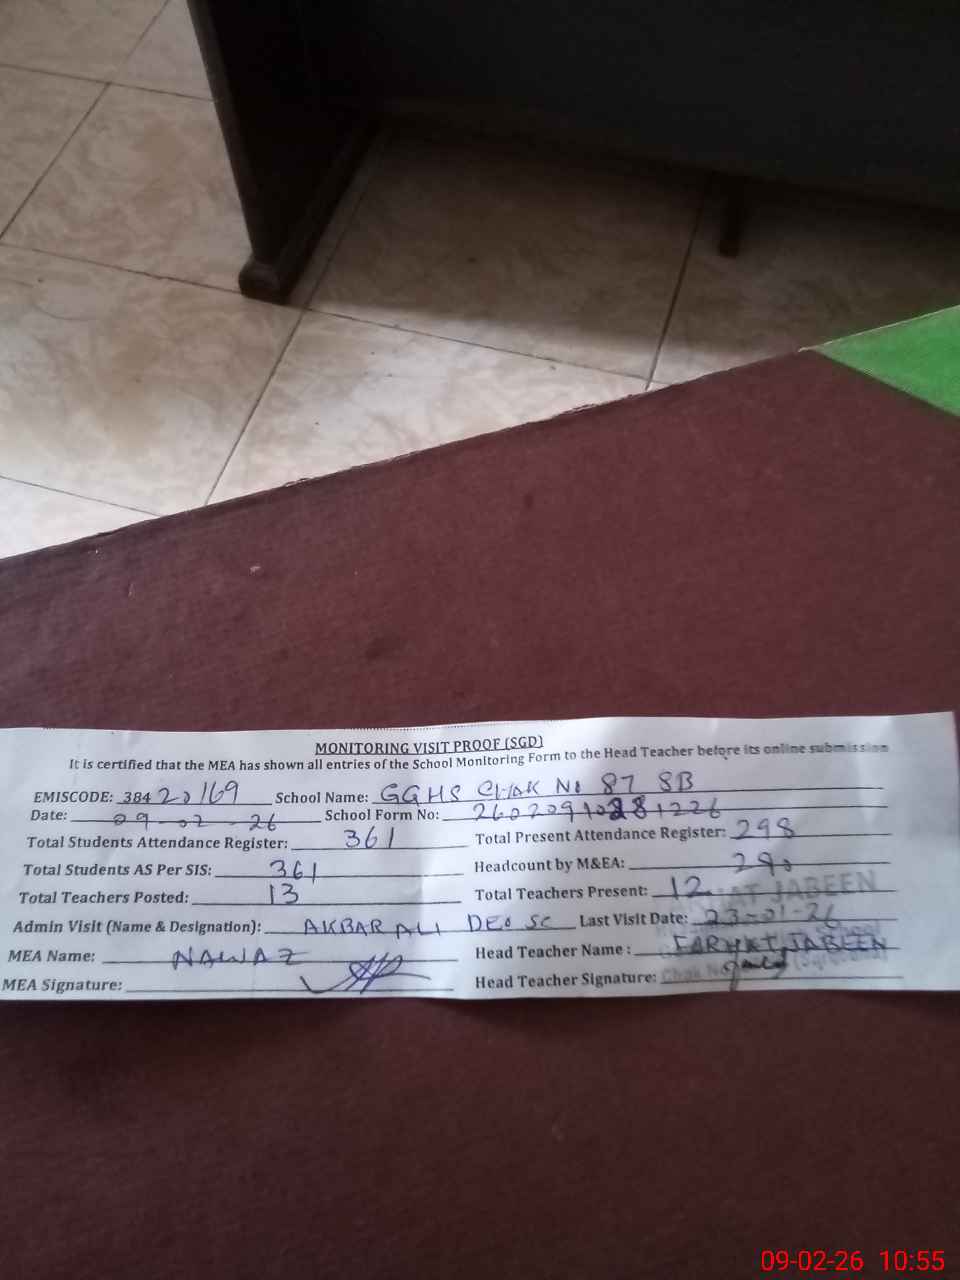 MONITORING VISIT PROOF (SGD)
It is certified that the MEA has shown all entries of the School Monitoring Form to the Head Teacher before its online submission
EMISCODE: 38420169 School Name: GGHS CHAK No 87 SB
Date: 09-02-26 School Form No: 26020910281226
Total Students Attendance Register: 361 Total Present Attendance Register: 298
Total Students AS Per SIS: 361 Headcount by M&EA: 290
Total Teachers Posted: 13 Total Teachers Present: 12
Admin Visit (Name & Designation): AKBAR ALI DEO SC Last Visit Date: 23-01-26
MEA Name: NAWAZ Head Teacher Name : JABEEN
MEA Signature: Head Teacher Signature:
JABEEN
09-02-26 10:55